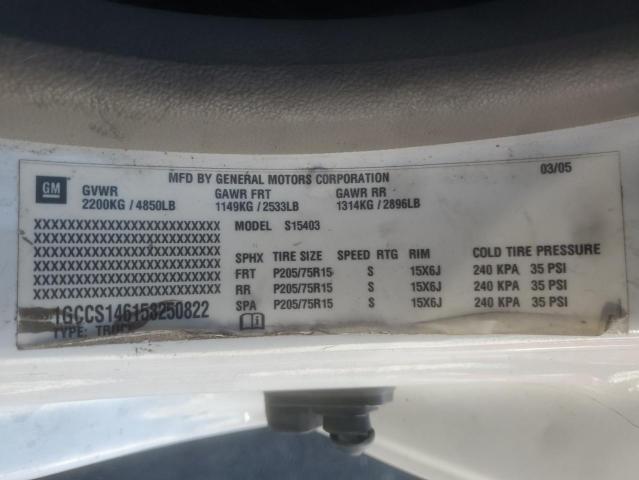 MFD BY GENERAL MOTORS CORPORATION 03/05
GM
GVWR GAWR FRT GAWR RR
2200KG / 4850LB 1149KG / 2533LB 1314KG / 2896LB
XXXXXXXXXXXXXXXXXXXXXXXXX MODEL S15403
XXXXXXXXXXXXXXXXXXXXXXXXX
XXXXXXXXXXXXXXXXXXXXXXXXX SPHX TIRE SIZE SPEED RTG RIM COLD TIRE PRESSURE
XXXXXXXXXXXXXXXXXXXXXXXXX FRT P205/75R15 S 15X6J 240 KPA 35 PSI
XXXXXXXXXXXXXXXXXXXXXXXXX RR P205/75R15 S 15X6J 240 KPA 35 PSI
XXXXXXXXXXXXXXXXXXXXXXXXX SPA P205/75R15 S 15X6J 240 KPA 35 PSI
1GCCS146158250822
TYPE: TRUCK